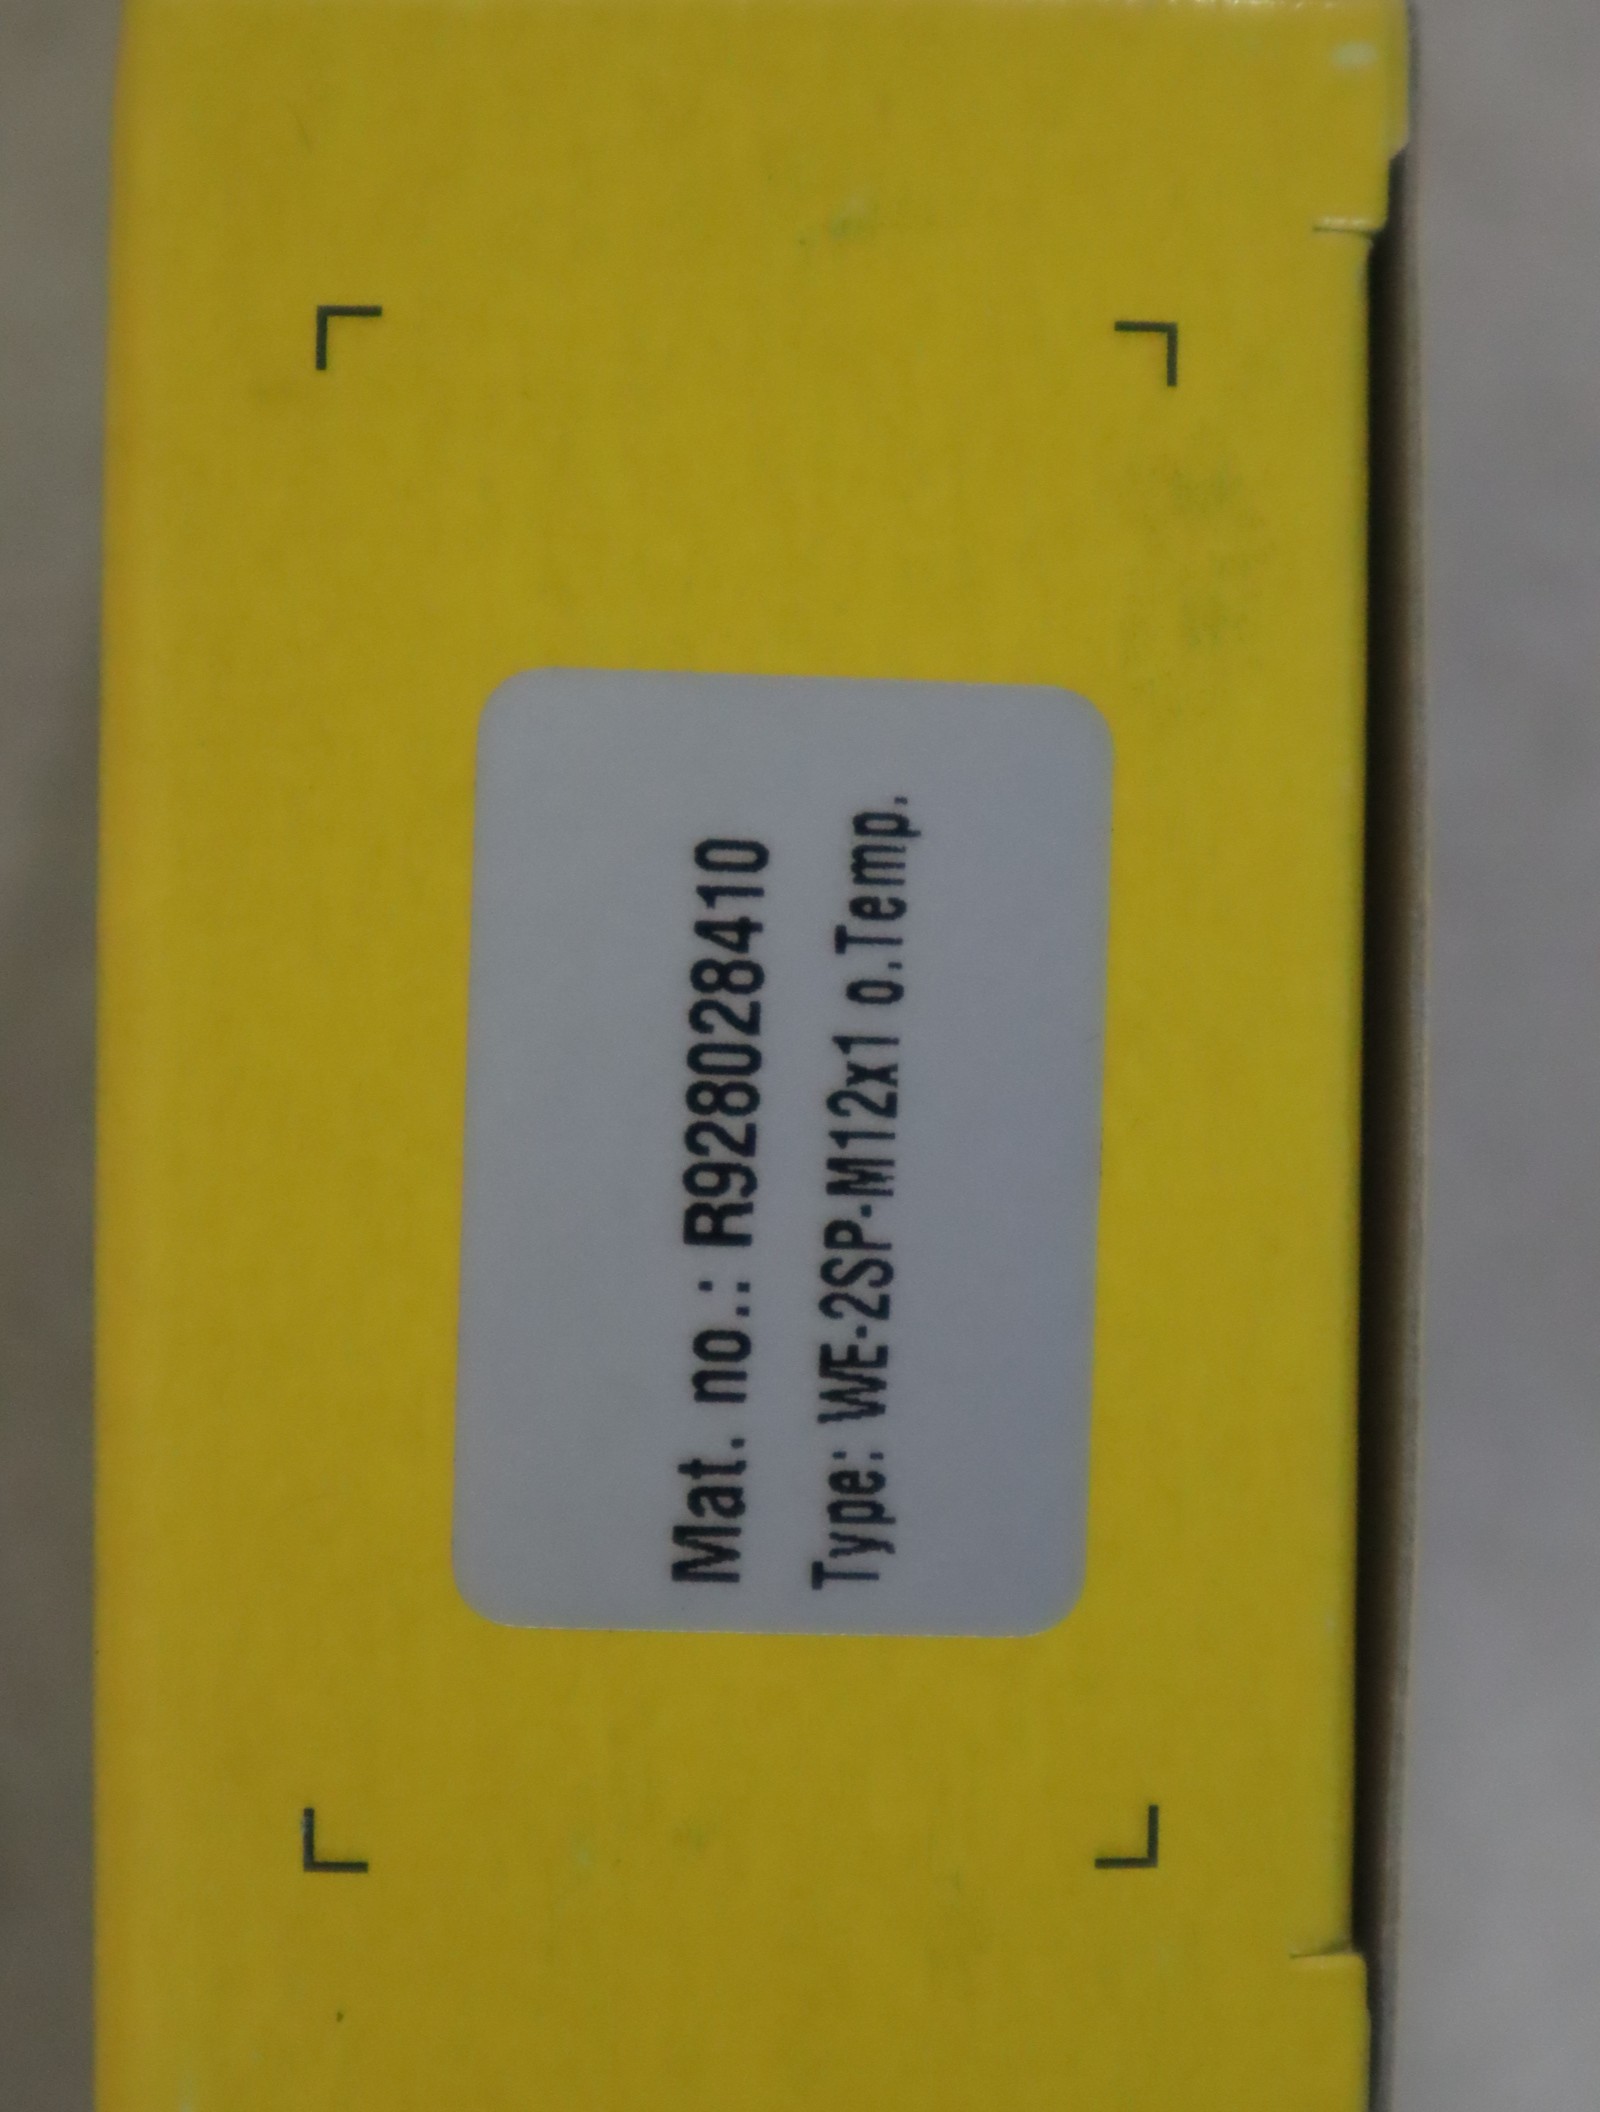 Mat. no.: R928028410
Type: WE-2SP-M12x1 o.Temp.